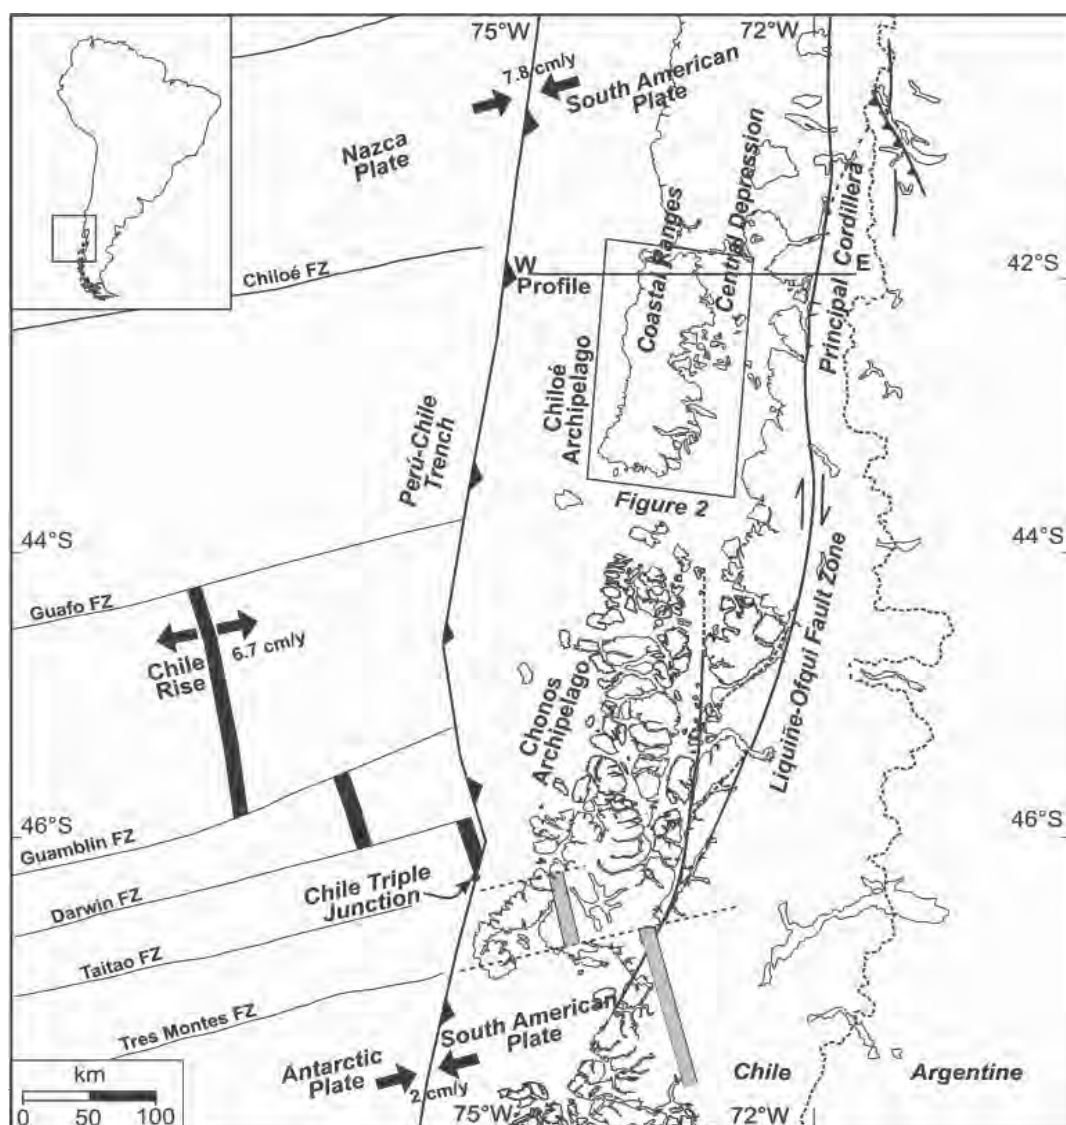 75°W
72°W
7.8 cm/y
South American
Plate
Nazca
Plate
Central Depression
Coastal Ranges
Principal Cordillera
Chiloé FZ
W
E
Profile
42°S
Chiloé
Archipelago
Perú-Chile
Trench
Figure 2
44°S
44°S
Guafo FZ
6.7 cm/y
Chile
Rise
Chonos
Archipelago
Liquiñe-Ofqui Fault Zone
46°S
46°S
Guamblin FZ
Darwin FZ
Chile Triple
Junction
Taitao FZ
Tres Montes FZ
South American
Plate
Antarctic
Plate
2 cm/y
km
0 50 100
Chile
Argentine
75°W
72°W